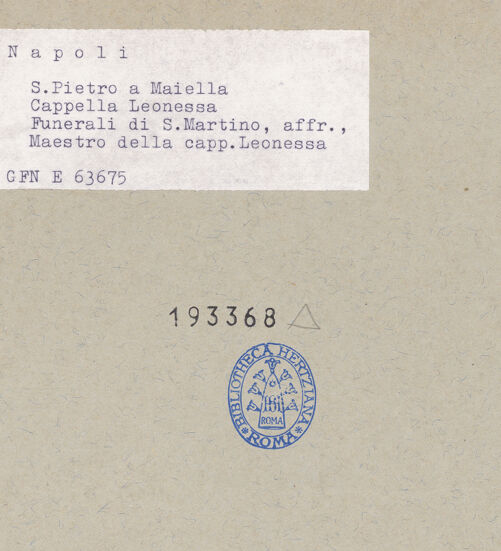 Napoli
S.Pietro a Maiella
Cappella Leonessa
Funerali di S.Martino, affr.,
Maestro della capp.Leonessa
GFN E 63675
193368
BIBLIOTHECA HERTZIANA
ROMA
ROMA